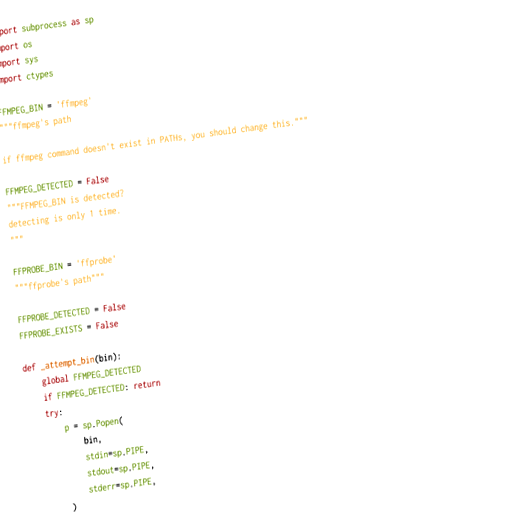 port subprocess as sp
port os
mport sys
mport ctypes
FFMPEG_BIN = 'ffmpeg'
"""ffmpeg's path
if ffmpeg command doesn't exist in PATHs, you should change this."""
FFMPEG_DETECTED = False
"""FFMPEG_BIN is detected?
detecting is only 1 time.
"""
FFPROBE_BIN = 'ffprobe'
"""ffprobe's path"""
FFPROBE_DETECTED = False
FFPROBE_EXISTS = False
def _attempt_bin(bin):
global FFMPEG_DETECTED
if FFMPEG_DETECTED: return
try:
p = sp.Popen(
bin,
stdin=sp.PIPE,
stdout=sp.PIPE,
stderr=sp.PIPE,
)